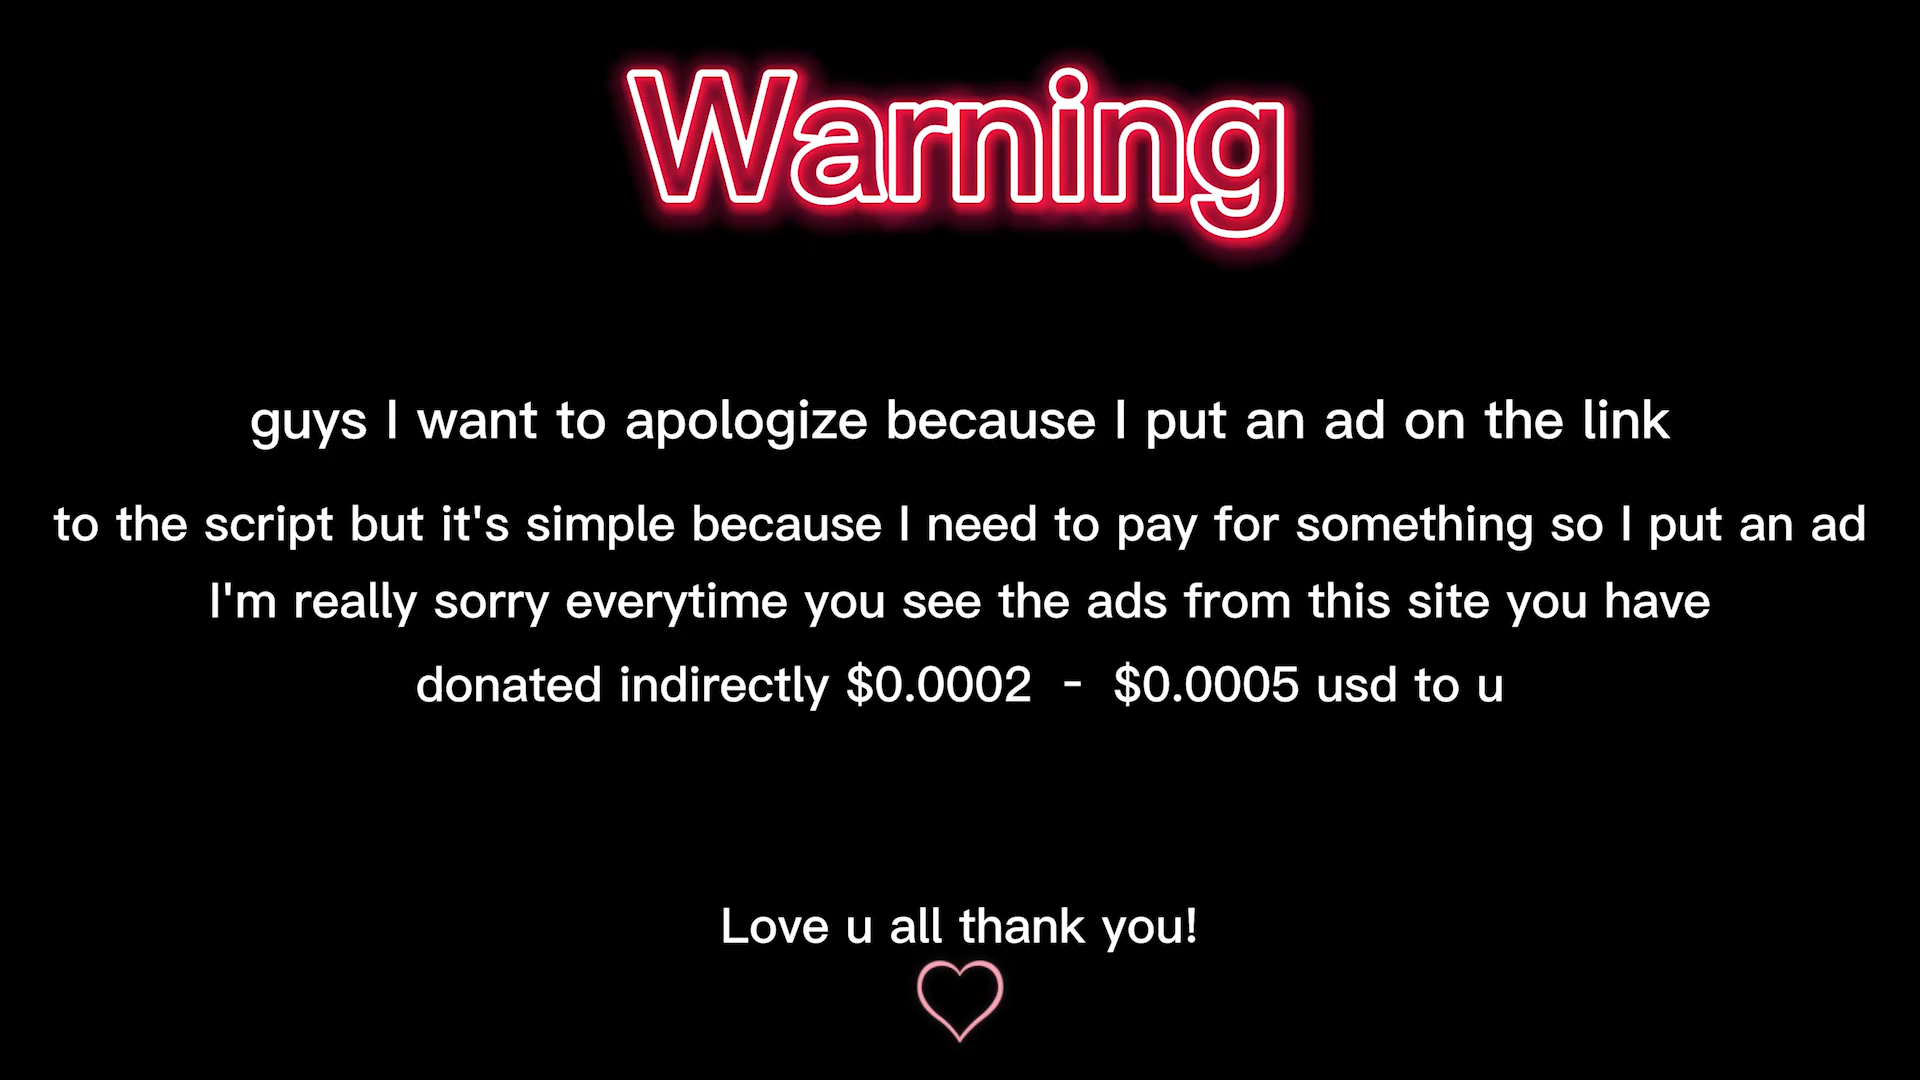 Warning
guys I want to apologize because I put an ad on the link
to the script but it's simple because I need to pay for something so I put an ad
I'm really sorry everytime you see the ads from this site you have
donated indirectly $0.0002 - $0.0005 usd to u
Love u all thank you!